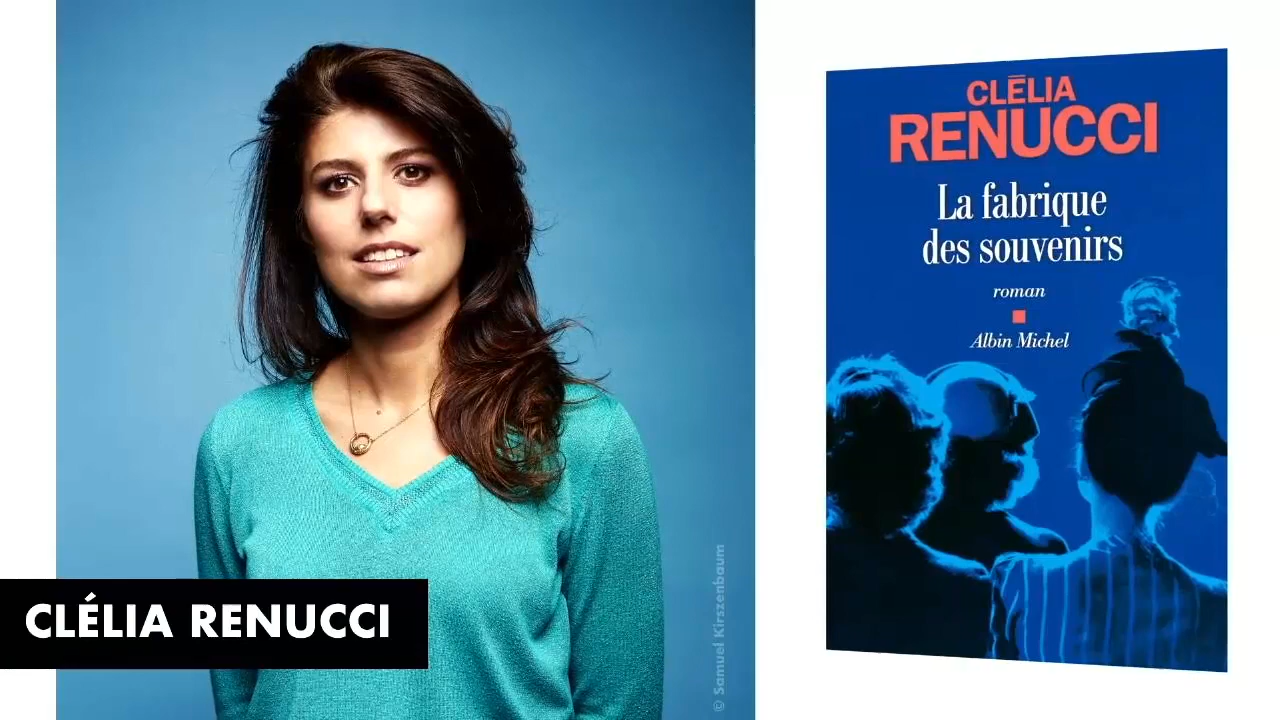 CLÉLIA RENUCCI
© Samuel Kirszenbaum
CLÉLIA
RENUCCI
La fabrique
des souvenirs
roman
Albin Michel